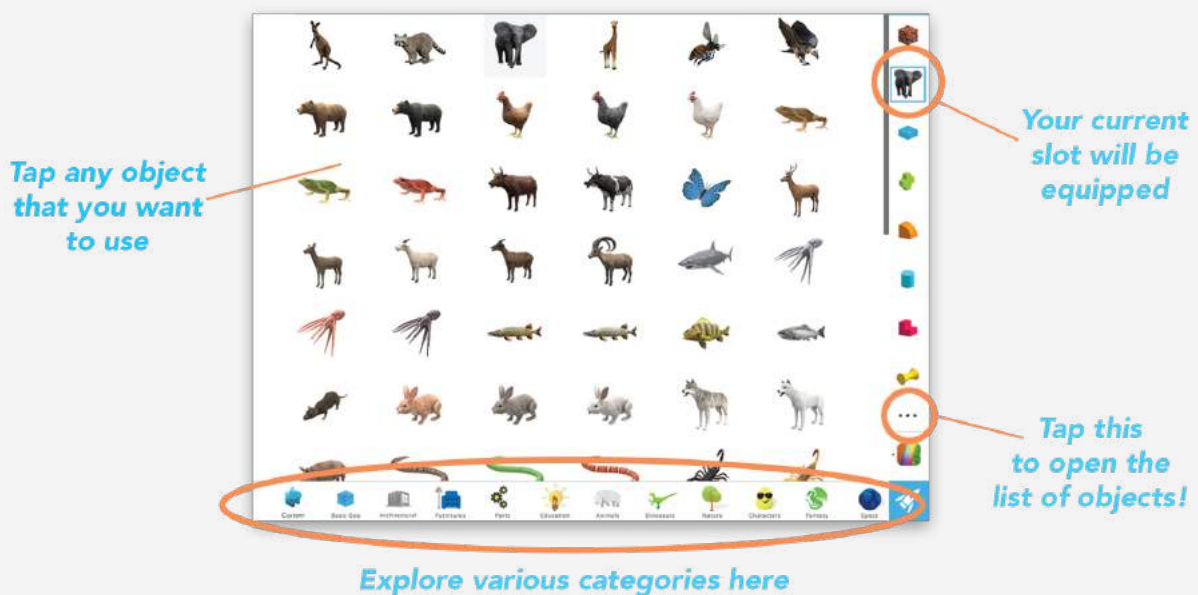 Tap any object
that you want
to use
Your current
slot will be
equipped
Tap this
to open the
list of objects!
Custom
Basic Geo
Architectural
Furnitures
Parts
Education
Animals
Dinosaurs
Nature
Characters
Fantasy
Space
Explore various categories here